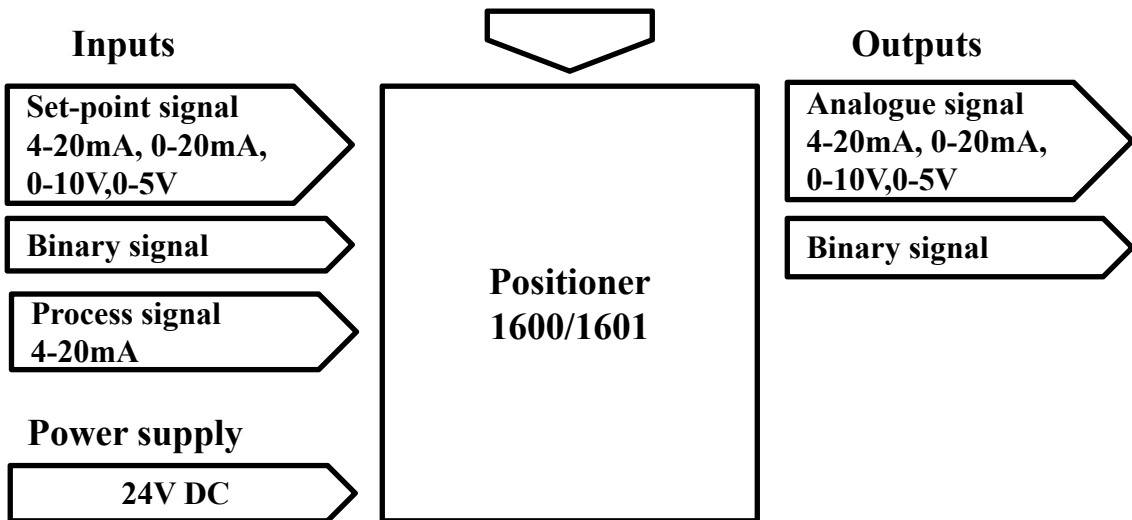 Inputs
Set-point signal
4-20mA, 0-20mA,
0-10V,0-5V
Binary signal
Process signal
4-20mA
Power supply
24V DC
Positioner
1600/1601
Outputs
Analogue signal
4-20mA, 0-20mA,
0-10V,0-5V
Binary signal